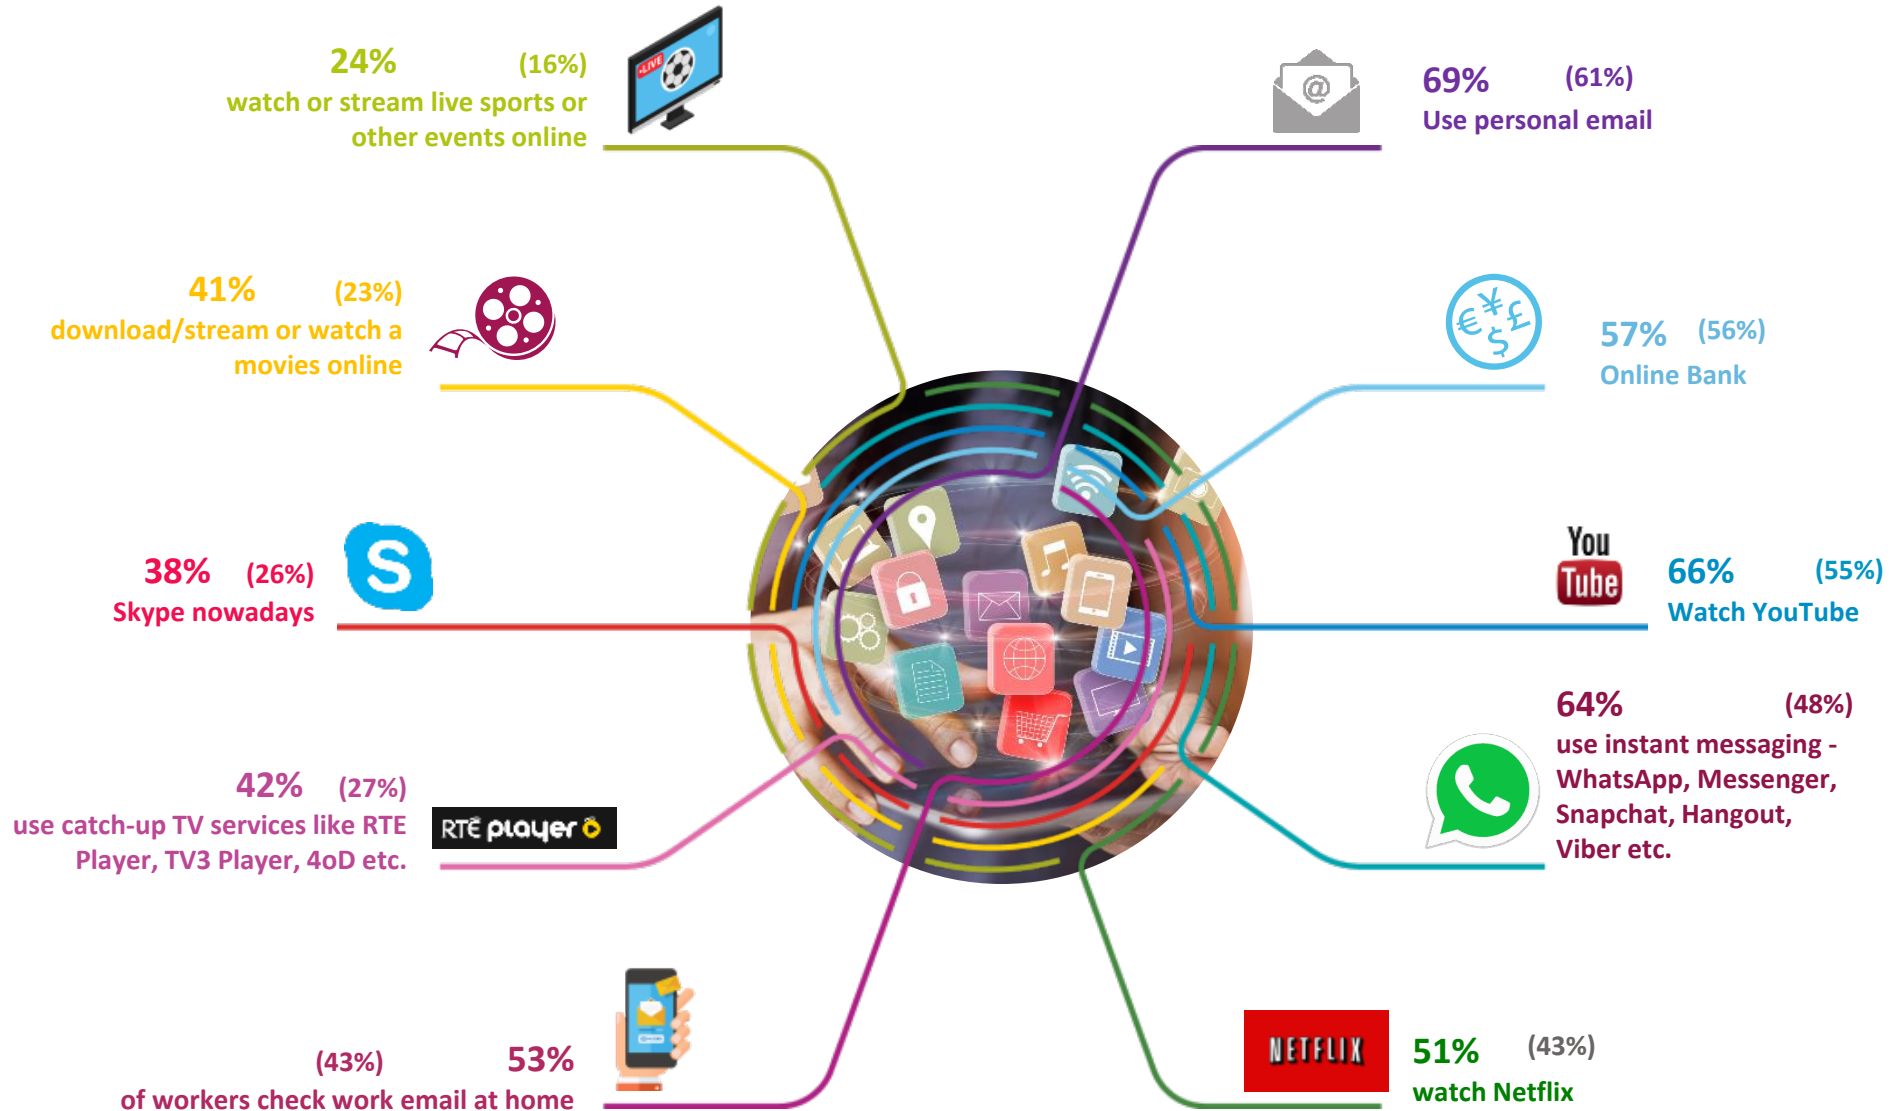 24% (16%)
watch or stream live sports or
other events online
LIVE
@
69% (61%)
Use personal email
41% (23%)
download/stream or watch a
movies online
€ ¥ £ $
57% (56%)
Online Bank
38% (26%)
Skype nowadays
S
You
Tube
66% (55%)
Watch YouTube
42% (27%)
use catch-up TV services like RTE
Player, TV3 Player, 4oD etc.
RTÉ player
64% (48%)
use instant messaging -
WhatsApp, Messenger,
Snapchat, Hangout,
Viber etc.
(43%) 53%
of workers check work email at home
NETFLIX
51% (43%)
watch Netflix